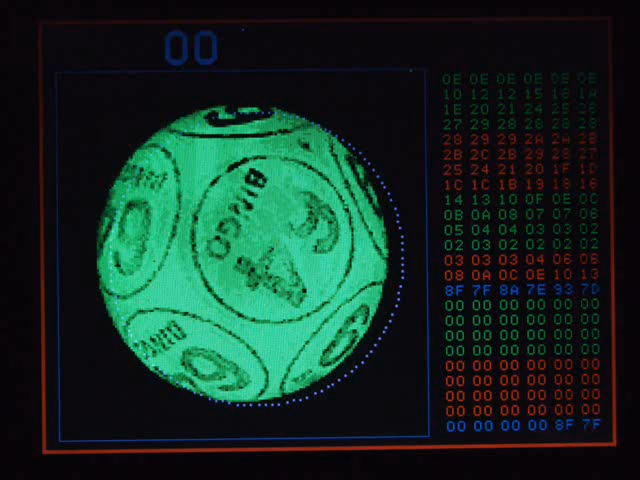 00
0E 0E 0E 0E 0E 0E
10 12 12 15 16 1A
1E 20 21 24 25 26
27 29 28 28 28 28
28 29 29 2A 2A 2B
2B 2C 2B 29 28 27
25 24 21 20 1F 1D
1C 1C 1B 19 18 16
14 13 10 0F 0E 0C
0B 0A 08 07 07 06
05 04 04 03 03 02
02 03 02 02 02 02
03 03 03 04 06 06
08 0A 0C 0E 10 13
8F 7F 8A 7E 93 7D
00 00 00 00 00 00
00 00 00 00 00 00
00 00 00 00 00 00
00 00 00 00 00 00
00 00 00 00 00 00
00 00 00 00 00 00
00 00 00 00 00 00
00 00 00 00 00 00
00 00 00 00 8F 7F
BINGO